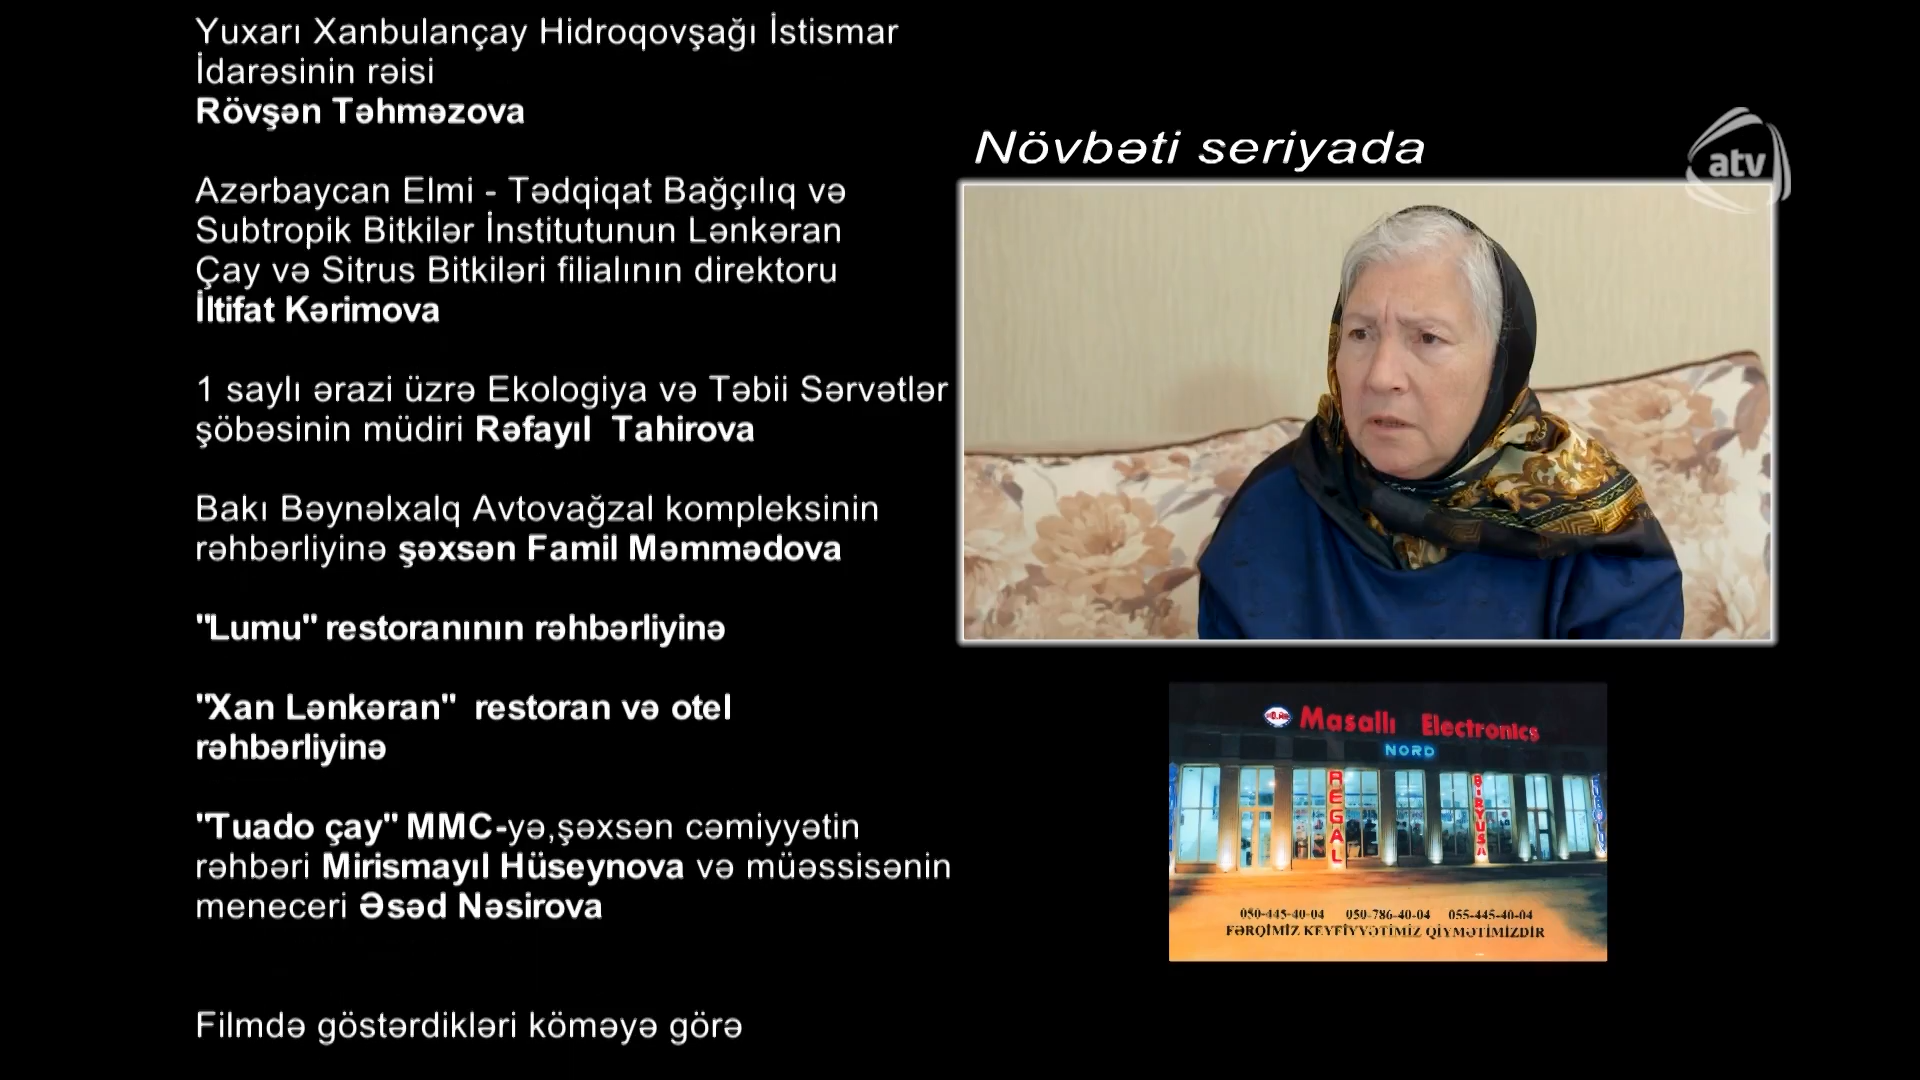 Yuxarı Xanbulançay Hidroqovşağı İstismar
İdarəsinin rəisi
Rövşən Təhməzova
Azərbaycan Elmi - Tədqiqat Bağçılıq və
Subtropik Bitkilər İnstitutunun Lənkəran
Çay və Sitrus Bitkiləri filialının direktoru
İltifat Kərimova
1 saylı ərazi üzrə Ekologiya və Təbii Sərvətlər
şöbəsinin müdiri Rəfayıl  Tahirova
Bakı Bəynəlxalq Avtovağzal kompleksinin
rəhbərliyinə şəxsən Famil Məmmədova
"Lumu" restoranının rəhbərliyinə
"Xan Lənkəran"  restoran və otel
rəhbərliyinə
"Tuado çay" MMC-yə,şəxsən cəmiyyətin
rəhbəri Mirismayıl Hüseynova və müəssisənin
meneceri Əsəd Nəsirova
Filmdə göstərdikləri köməyə görə
Növbəti seriyada
atv
Masallı Electronics
NORD
REGAL
BİRYUSA
050-445-40-04 050-786-40-04 055-445-40-04
FƏRQİMİZ KEYFİYYƏTİMİZ QİYMƏTİMİZDİR